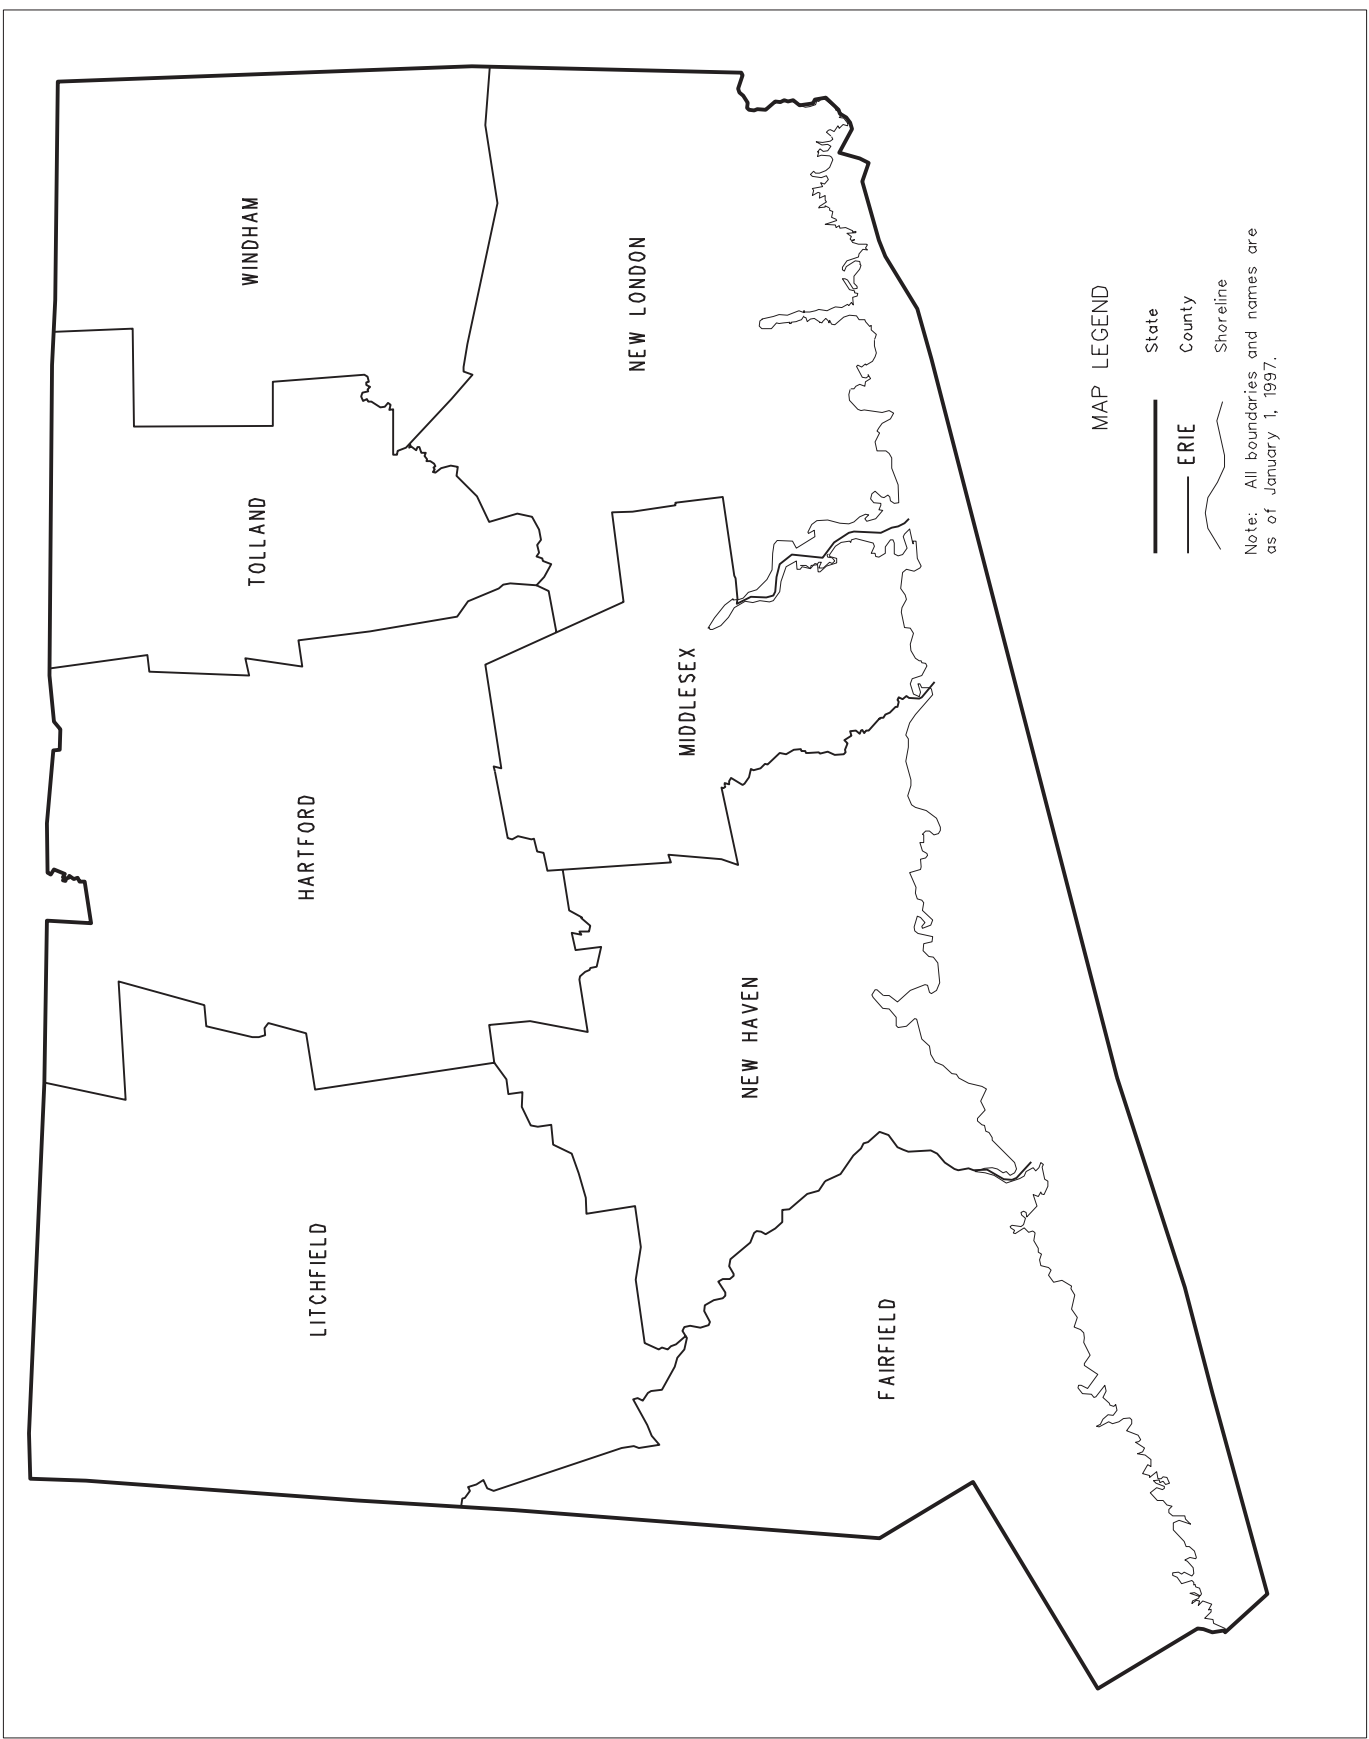 LITCHFIELD
HARTFORD
TOLLAND
WINDHAM
NEW LONDON
MIDDLESEX
NEW HAVEN
FAIRFIELD
MAP LEGEND
State
ERIE County
Shoreline
Note: All boundaries and names are
as of January 1, 1997.